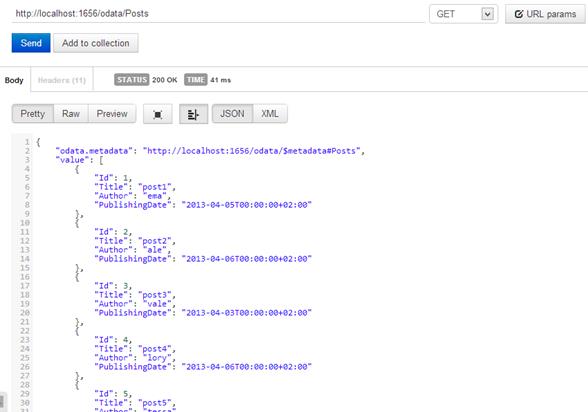 http://localhost:1656/odata/Posts GET URL params
Send Add to collection
Body Headers (11) STATUS 200 OK TIME 41 ms
Pretty Raw Preview JSON XML
1 {
2 "odata.metadata": "http://localhost:1656/odata/$metadata#Posts",
3 "value": [
4 {
5 "Id": 1,
6 "Title": "post1",
7 "Author": "ema",
8 "PublishingDate": "2013-04-05T00:00:00+02:00"
9 },
10 {
11 "Id": 2,
12 "Title": "post2",
13 "Author": "ale",
14 "PublishingDate": "2013-04-06T00:00:00+02:00"
15 },
16 {
17 "Id": 3,
18 "Title": "post3",
19 "Author": "vale",
20 "PublishingDate": "2013-04-03T00:00:00+02:00"
21 },
22 {
23 "Id": 4,
24 "Title": "post4",
25 "Author": "lory",
26 "PublishingDate": "2013-04-06T00:00:00+02:00"
27 },
28 {
29 "Id": 5,
30 "Title": "post5",
31 "Author": "tessa",